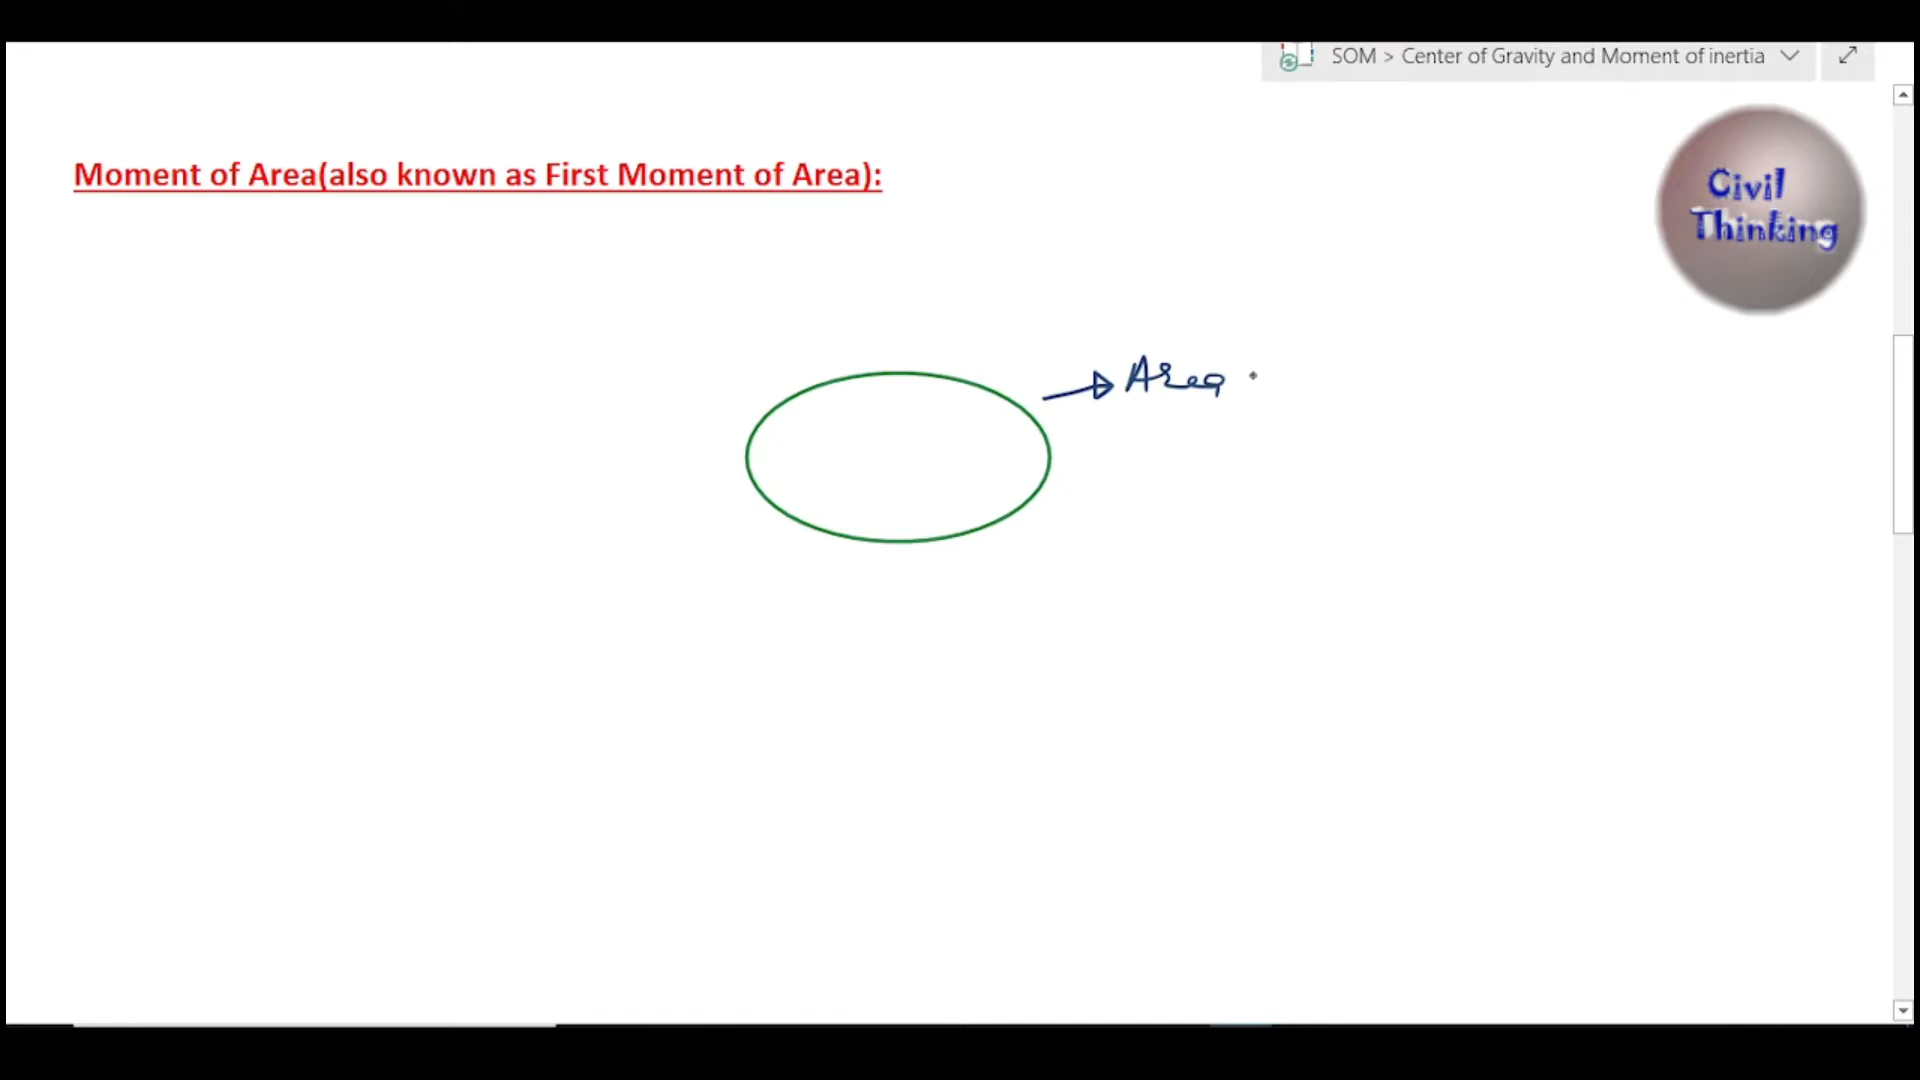 SOM > Center of Gravity and Moment of inertia
Moment of Area(also known as First Moment of Area):
Civil
Thinking
Area